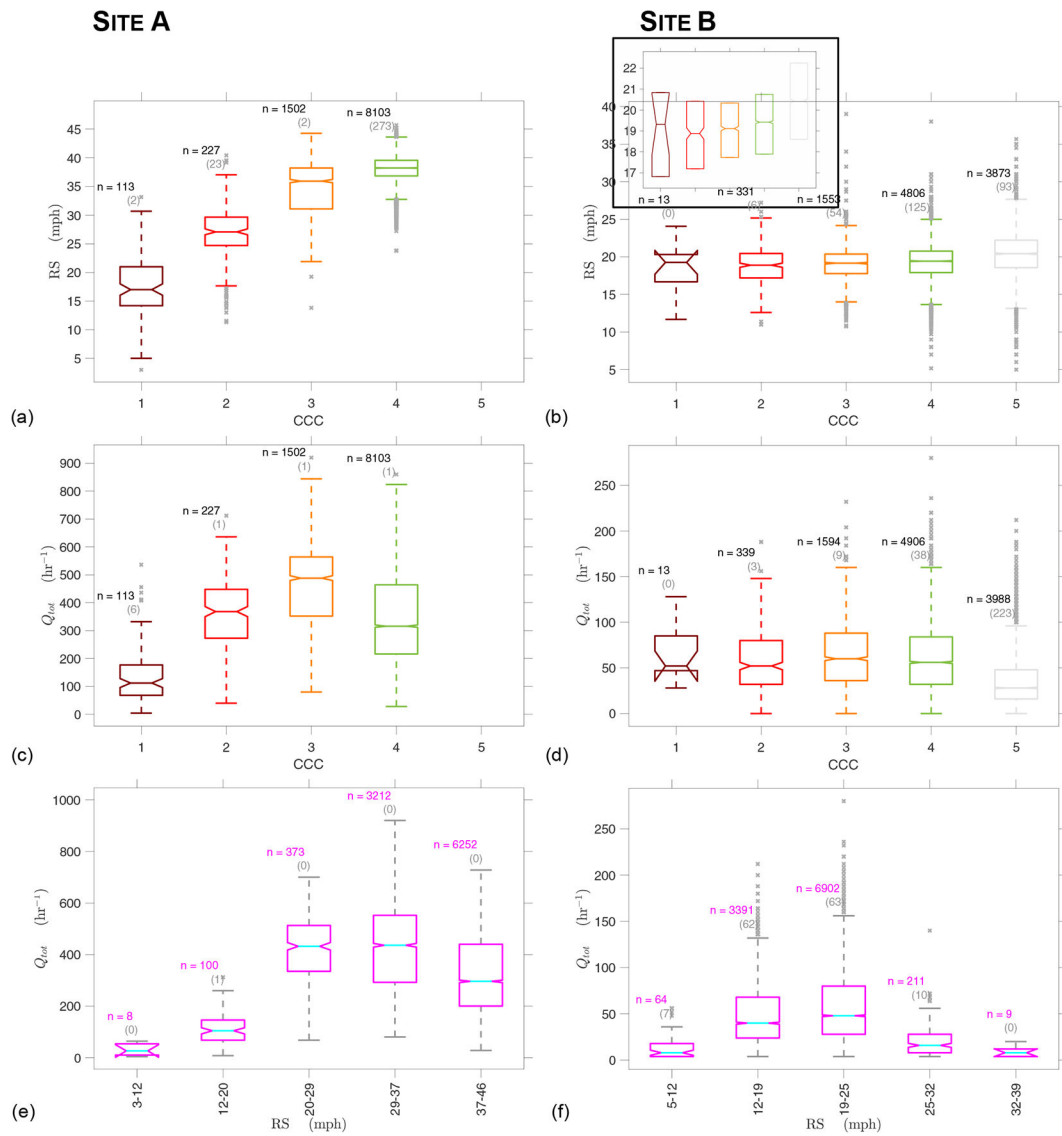 SITE A
SITE B
22
21
20
19
18
17
45
40
35
30
25
20
15
10
5
RS (mph)
n = 113
(2)
n = 227
(23)
n = 1502
(2)
n = 8103
(273)
1 2 3 4 5
CCC
(a)
40
35
30
25
20
15
10
5
RS (mph)
n = 13
(0)
n = 331
n = 1553
(54)
n = 4806
(125)
n = 3873
(93)
1 2 3 4 5
CCC
(b)
900
800
700
600
500
400
300
200
100
0
Qtot (hr⁻¹)
n = 113
(6)
n = 227
(1)
n = 1502
(1)
n = 8103
(1)
1 2 3 4 5
CCC
(c)
250
200
150
100
50
0
Qtot (hr⁻¹)
n = 13
(0)
n = 339
(3)
n = 1594
(9)
n = 4906
(38)
n = 3988
(223)
1 2 3 4 5
CCC
(d)
1000
800
600
400
200
0
Qtot (hr⁻¹)
n = 8
(0)
n = 100
(1)
n = 373
(0)
n = 3212
(0)
n = 6252
(0)
3-12 12-20 20-29 29-37 37-46
RS (mph)
(e)
250
200
150
100
50
0
Qtot (hr⁻¹)
n = 64
(7)
n = 3391
(62)
n = 6902
(63)
n = 211
(10)
n = 9
(0)
5-12 12-19 19-25 25-32 32-39
RS (mph)
(f)